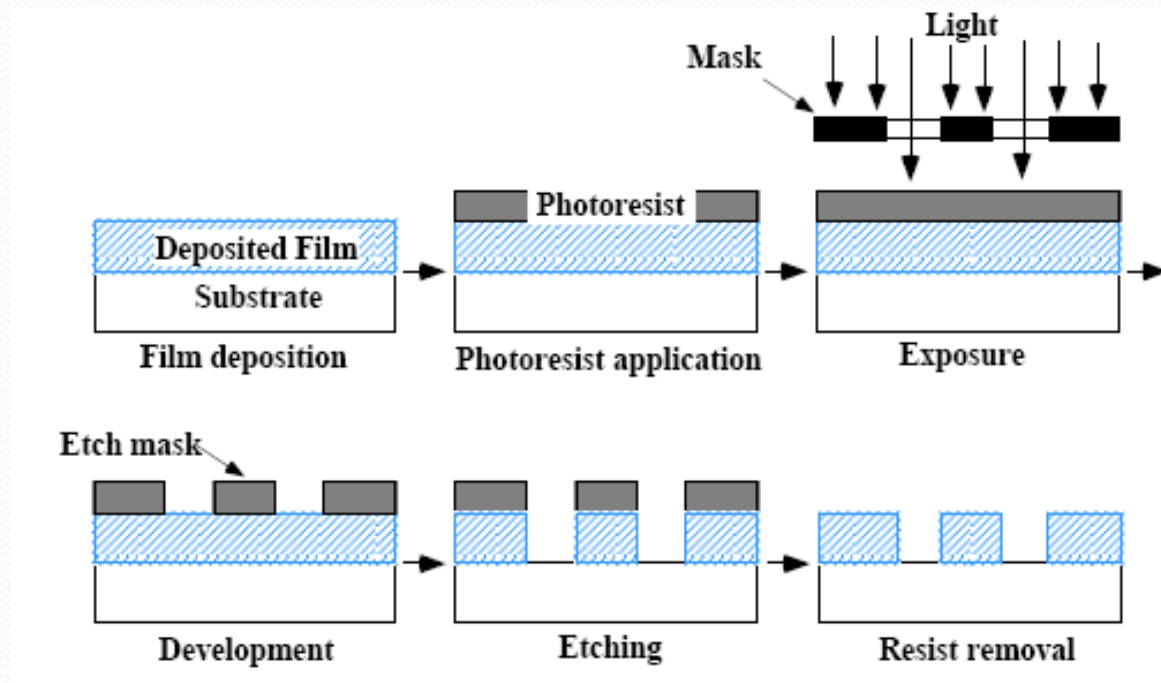 Light
Mask
Photoresist
Deposited Film
Substrate
Film deposition
Photoresist application
Exposure
Etch mask
Development
Etching
Resist removal